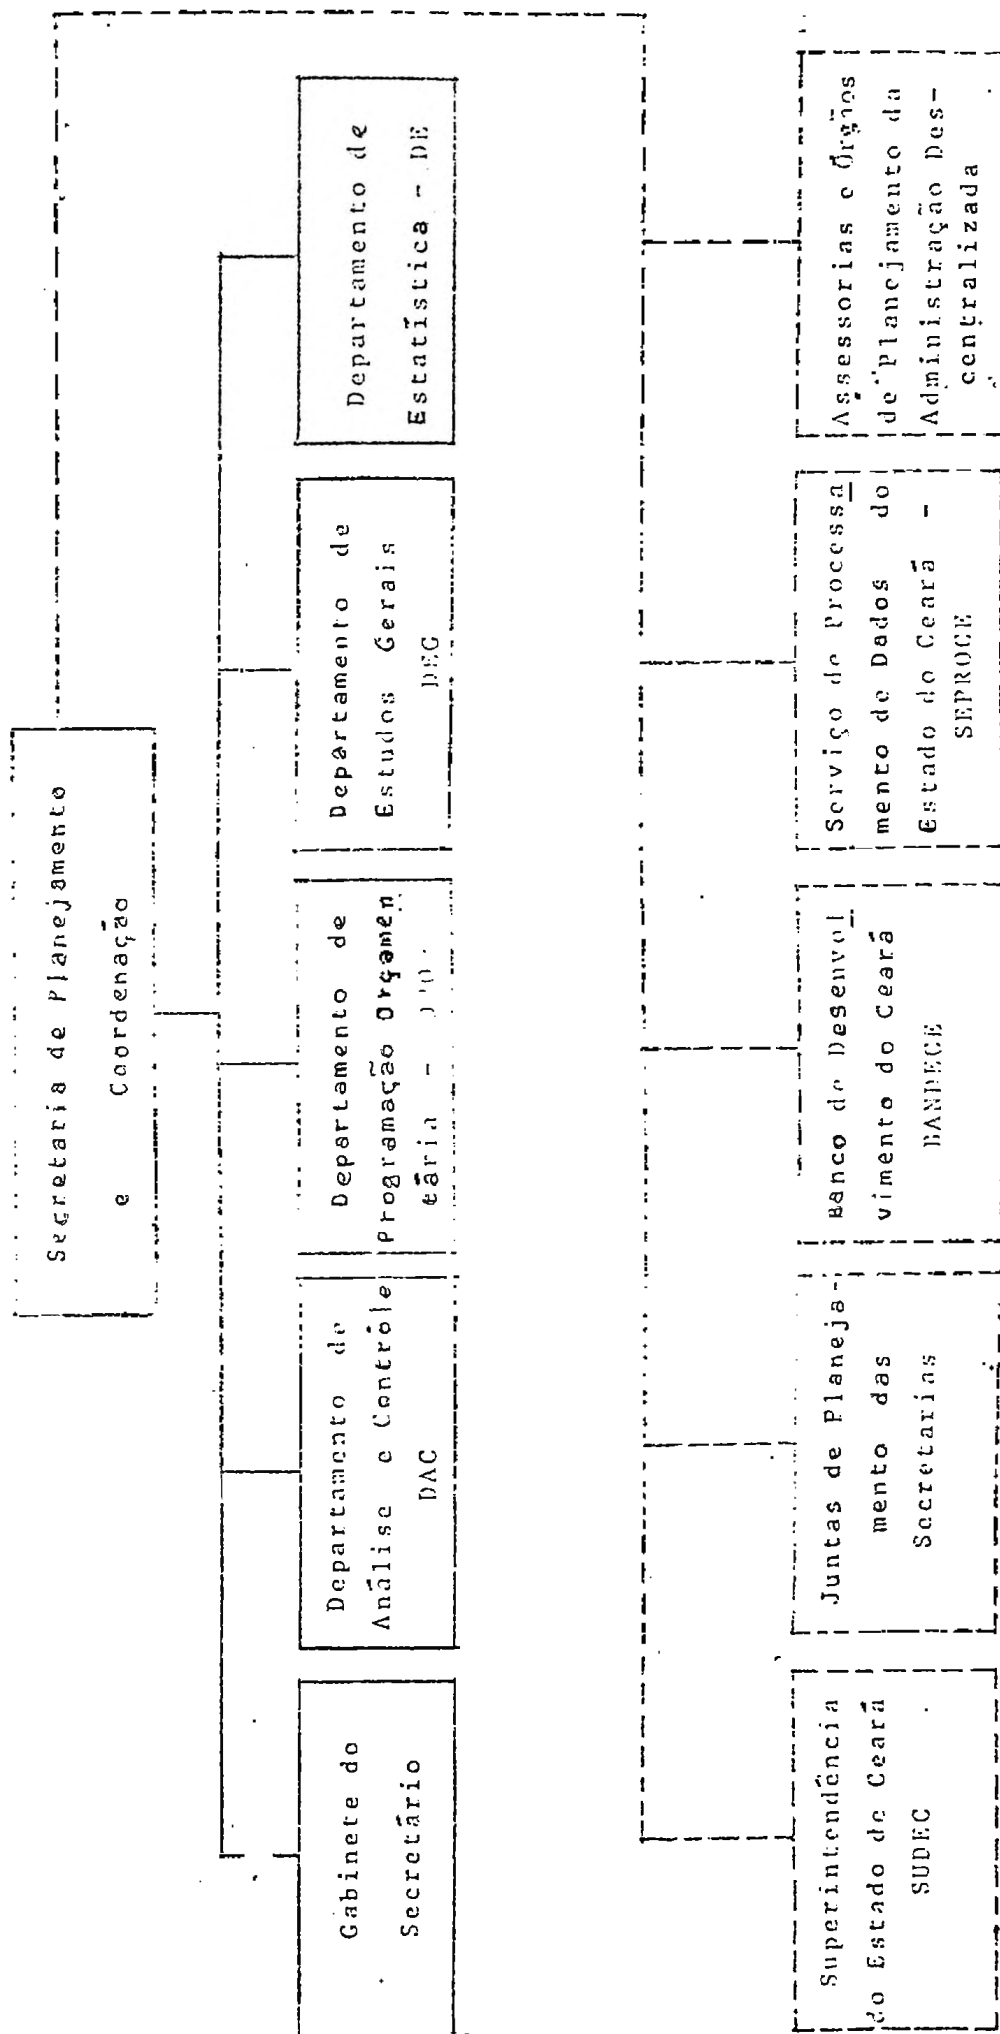 Secretaria de Planejamento
e Coordenação
Gabinete do
Secretário
Departamento de
Análise e Contrôle
DAC
Departamento de
Programação Orçamen
tária -
Departamento de
Estudos Gerais
DEG
Departamento de
Estatística - DE
Superintendência
do Estado do Ceará
SUDEC
Juntas de Planeja-
mento das
Secretarias
Banco de Desenvol
vimento do Ceará
BANDECE
Serviço de Processa
mento de Dados do
Estado do Ceará -
SEPROCE
Assessorias e Órgãos
de Planejamento da
Administração Des-
centralizada